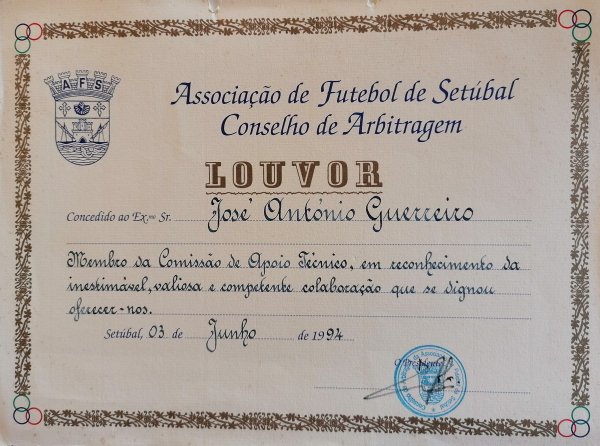 A F S
Associação de Futebol de Setúbal
Conselho de Arbitragem
LOUVOR
Concedido ao Ex.mo Sr. José António Guerreiro
Membro da Comissão de Apoio Técnico, em reconhecimento da
inestimável, valiosa e competente colaboração que se dignou
oferecer-nos.
Setúbal, 03 de Junho de 1994
O Presidente